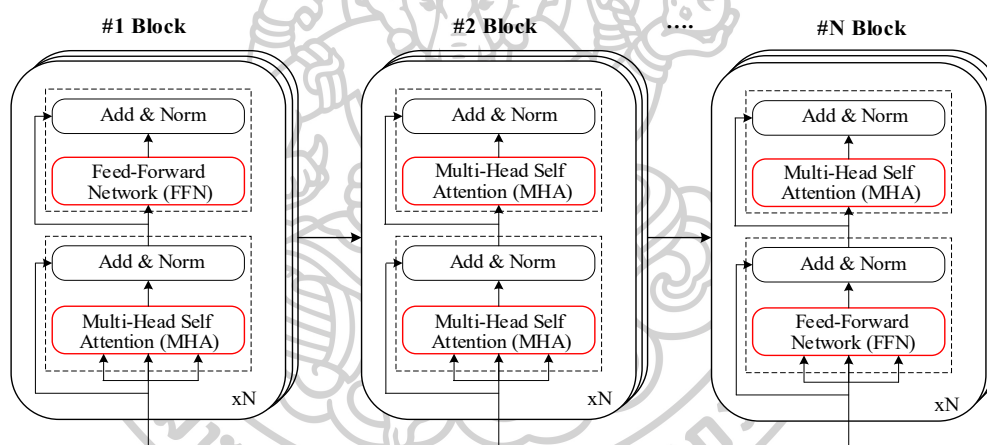 #1 Block
#2 Block
....
#N Block
Add & Norm
Feed-Forward
Network (FFN)
Add & Norm
Multi-Head Self
Attention (MHA)
xN
Add & Norm
Multi-Head Self
Attention (MHA)
Add & Norm
Multi-Head Self
Attention (MHA)
xN
Add & Norm
Multi-Head Self
Attention (MHA)
Add & Norm
Feed-Forward
Network (FFN)
xN